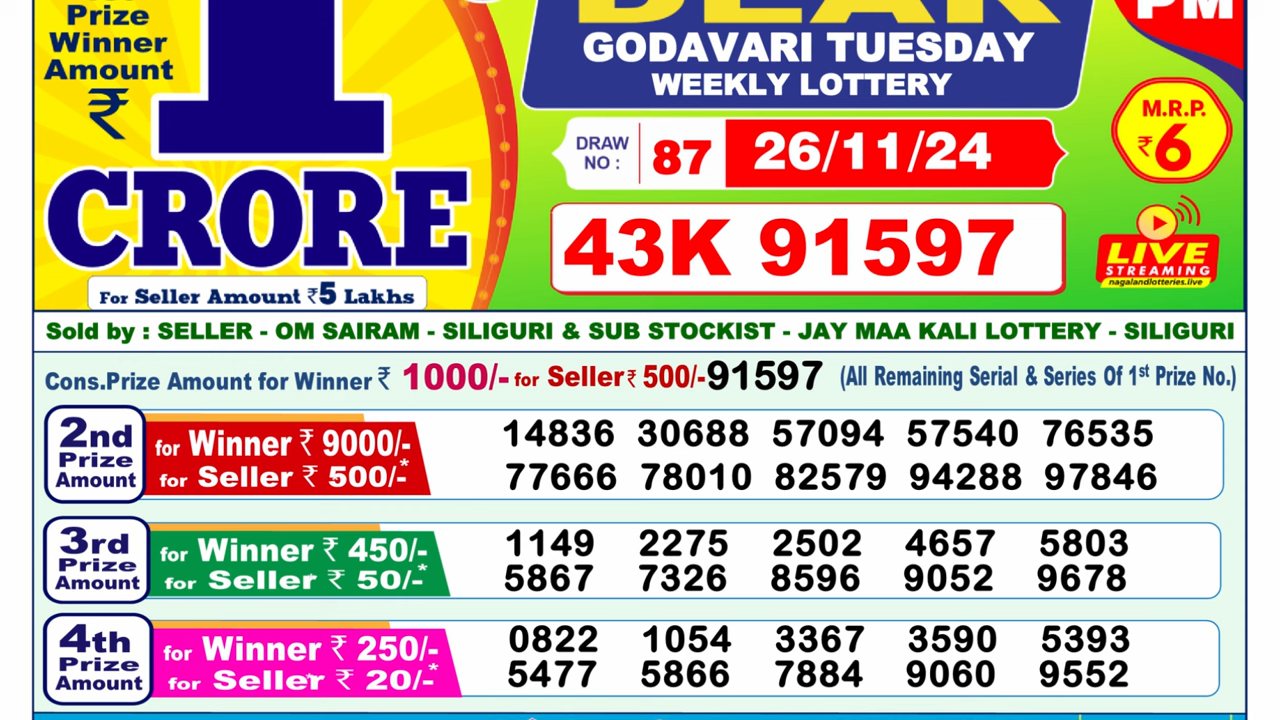 Prize
Winner
Amount
₹
1
CRORE
For Seller Amount ₹5 Lakhs
DEAR
GODAVARI TUESDAY
WEEKLY LOTTERY
PM
DRAW NO : 87 26/11/24
M.R.P.
₹6
43K 91597
LIVE
STREAMING
nagalandlotteries.live
Sold by : SELLER - OM SAIRAM - SILIGURI & SUB STOCKIST - JAY MAA KALI LOTTERY - SILIGURI
Cons.Prize Amount for Winner ₹ 1000/- for Seller ₹ 500/- 91597 (All Remaining Serial & Series Of 1st Prize No.)
2nd
Prize
Amount
for Winner ₹ 9000/-
for Seller ₹ 500/-*
14836 30688 57094 57540 76535
77666 78010 82579 94288 97846
3rd
Prize
Amount
for Winner ₹ 450/-
for Seller ₹ 50/-*
1149 2275 2502 4657 5803
5867 7326 8596 9052 9678
4th
Prize
Amount
for Winner ₹ 250/-
for Seller ₹ 20/-*
0822 1054 3367 3590 5393
5477 5866 7884 9060 9552